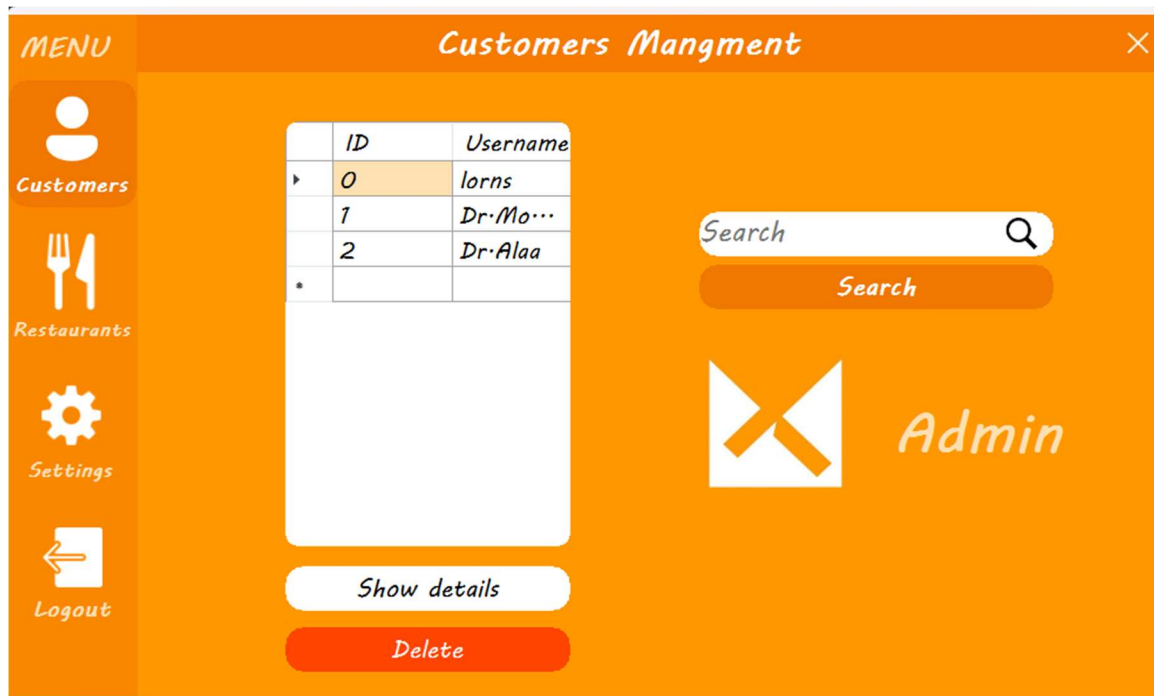 MENU
Customers Mangment
Customers
Restaurants
Settings
Logout
ID Username
0 lorns
1 Dr.Mo...
2 Dr.Alaa
Show details
Delete
Search
Search
Admin